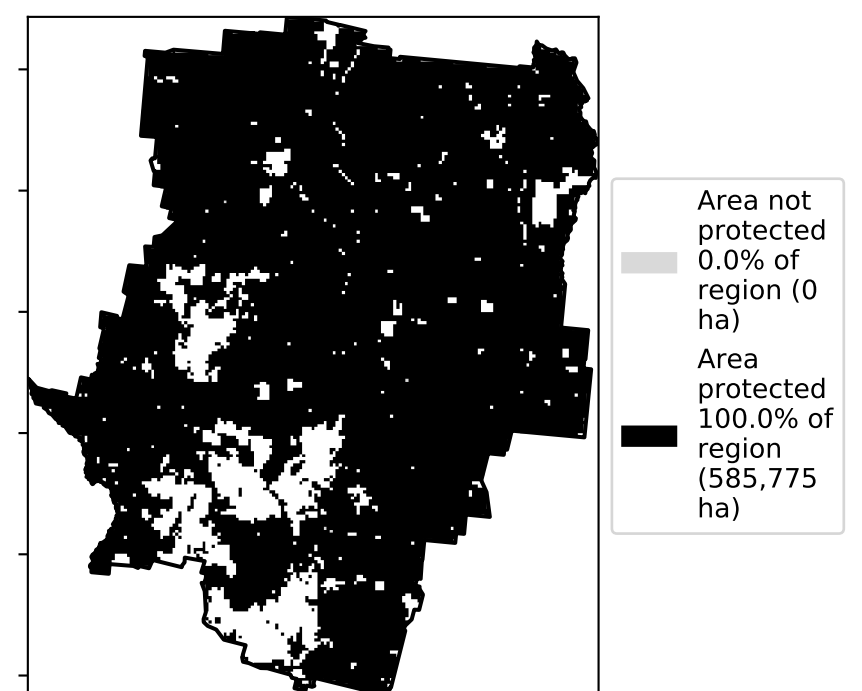 Area not
protected
0.0% of
region (0
ha)
Area
protected
100.0% of
region
(585,775
ha)